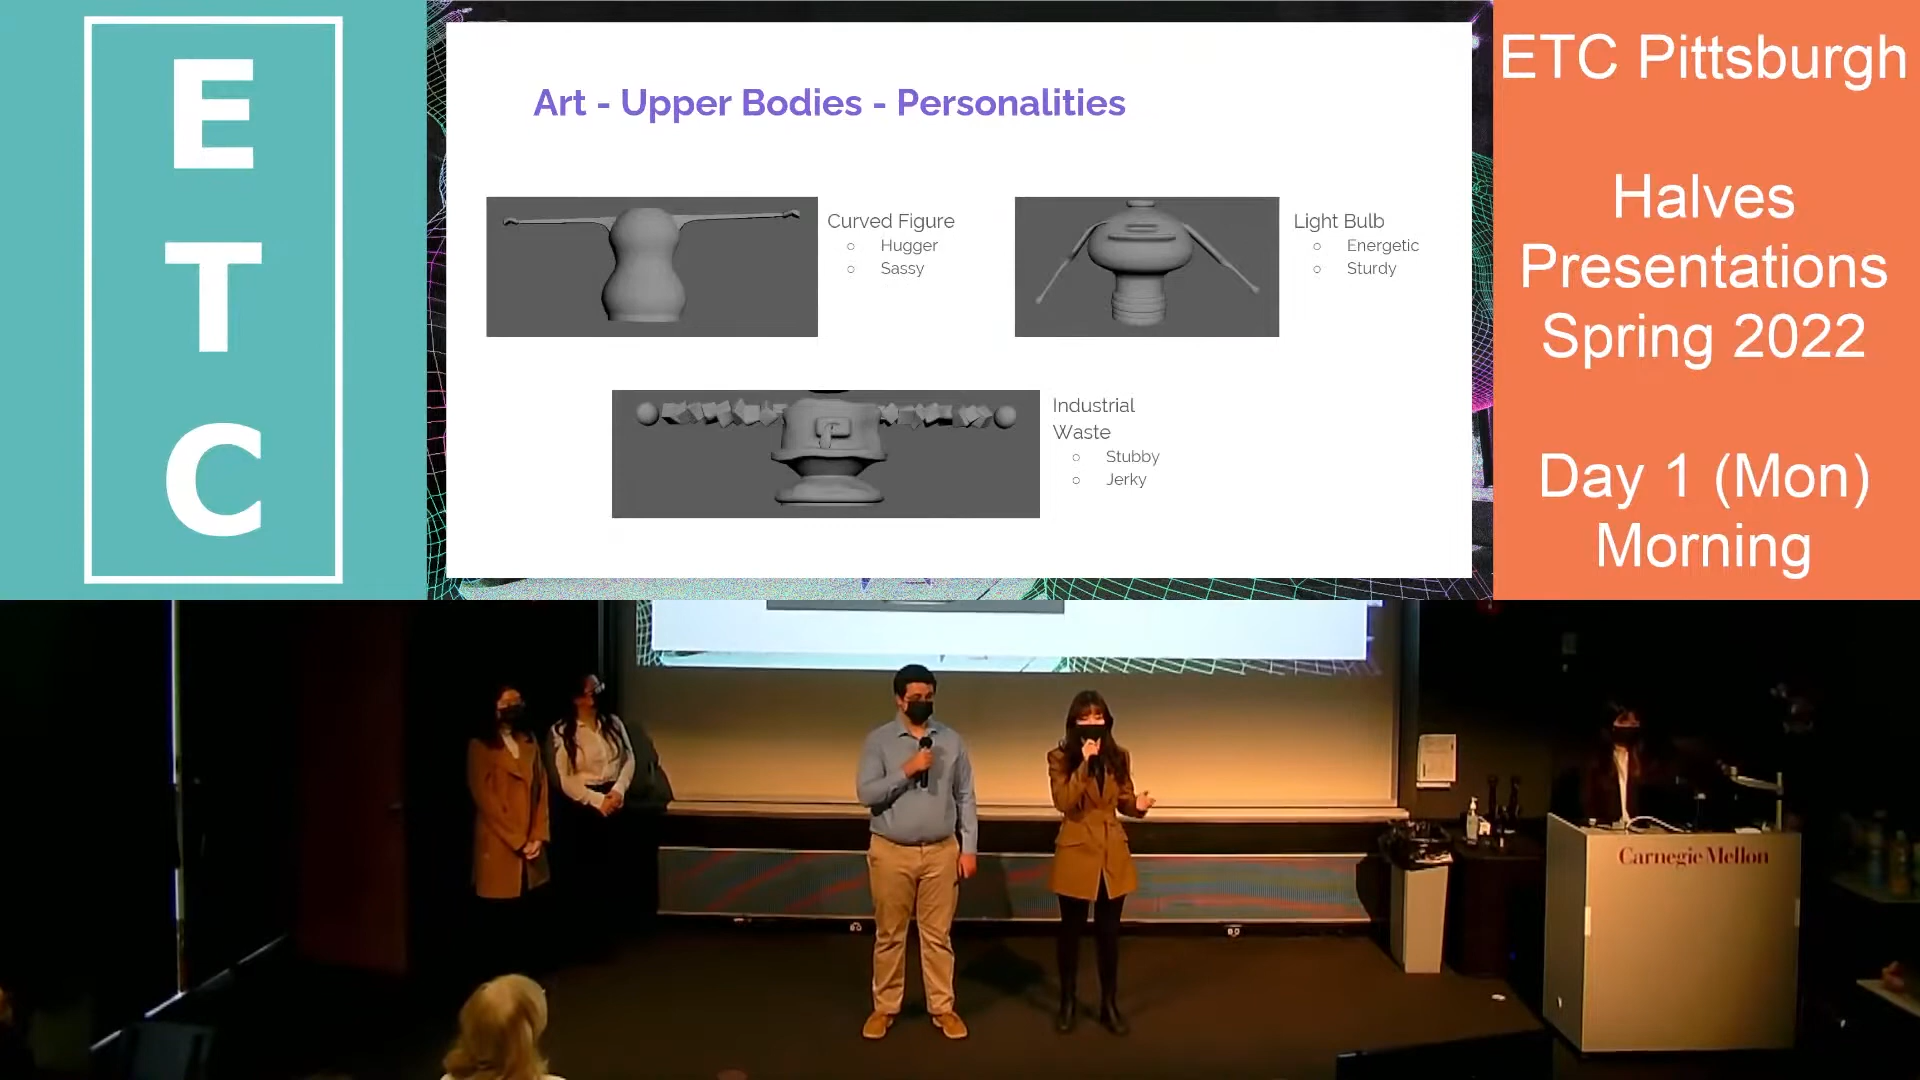 E
T
C
Art - Upper Bodies - Personalities
Curved Figure
Hugger
Sassy
Light Bulb
Energetic
Sturdy
Industrial
Waste
Stubby
Jerky
ETC Pittsburgh
Halves
Presentations
Spring 2022
Day 1 (Mon)
Morning
Carnegie Mellon